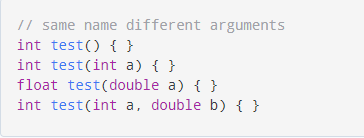 // same name different arguments
int test() { }
int test(int a) { }
float test(double a) { }
int test(int a, double b) { }